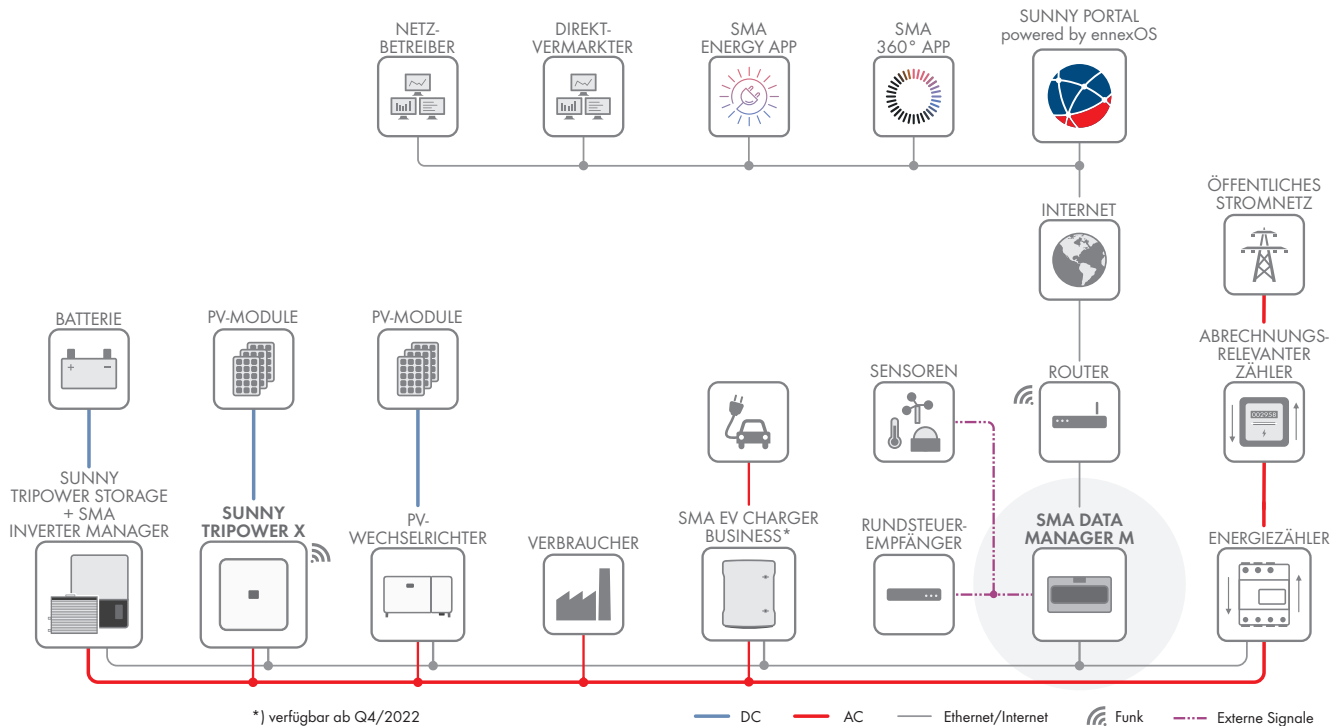 NETZ-
BETREIBER
DIREKT-
VERMARKTER
SMA
ENERGY APP
SMA
360° APP
SUNNY PORTAL
powered by ennexOS
INTERNET
ÖFFENTLICHES
STROMNETZ
BATTERIE
PV-MODULE
PV-MODULE
SENSOREN
ROUTER
ABRECHNUNGS-
RELEVANTER
ZÄHLER
002958
SUNNY
TRIPOWER STORAGE
+ SMA
INVERTER MANAGER
SUNNY
TRIPOWER X
PV-
WECHSELRICHTER
VERBRAUCHER
SMA EV CHARGER
BUSINESS*
RUNDSTEUER-
EMPFÄNGER
SMA DATA
MANAGER M
ENERGIEZÄHLER
*) verfügbar ab Q4/2022
DC
AC
Ethernet/Internet
Funk
Externe Signale